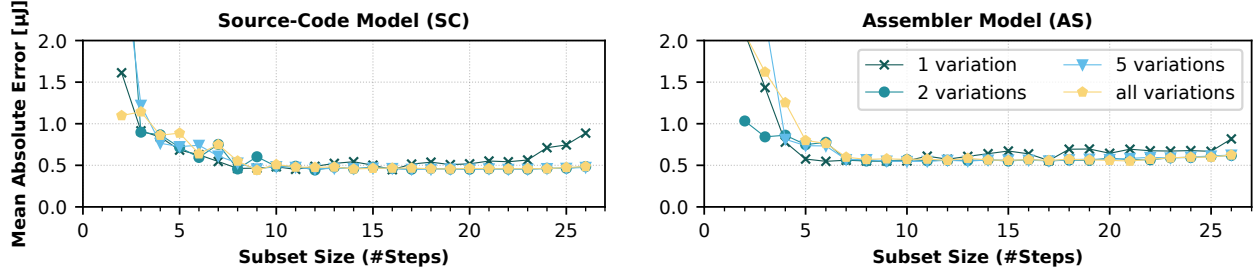 Source-Code Model (SC)
Mean Absolute Error [µJ]
2.0
1.5
1.0
0.5
0.0
0 5 10 15 20 25
Subset Size (#Steps)
Assembler Model (AS)
2.0
1.5
1.0
0.5
0.0
1 variation
2 variations
5 variations
all variations
0 5 10 15 20 25
Subset Size (#Steps)